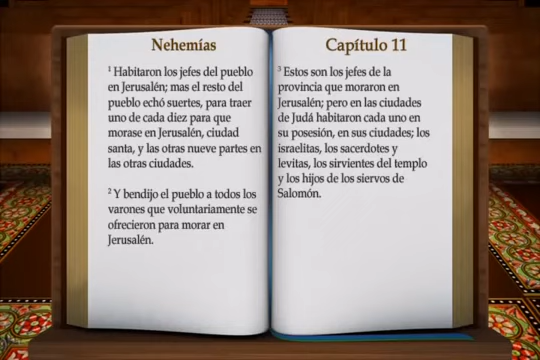 Nehemías
¹ Habitaron los jefes del pueblo
en Jerusalén; mas el resto del
pueblo echó suertes, para traer
uno de cada diez para que
morase en Jerusalén, ciudad
santa, y las otras nueve partes en
las otras ciudades.
² Y bendijo el pueblo a todos los
varones que voluntariamente se
ofrecieron para morar en
Jerusalén.
Capítulo 11
³ Estos son los jefes de la
provincia que moraron en
Jerusalén; pero en las ciudades
de Judá habitaron cada uno en
su posesión, en sus ciudades; los
israelitas, los sacerdotes y
levitas, los sirvientes del templo
y los hijos de los siervos de
Salomón.